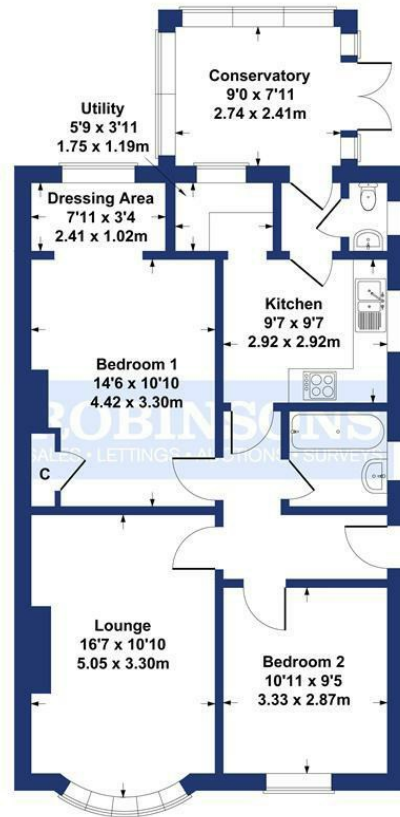 Conservatory
9'0 x 7'11
2.74 x 2.41m
Utility
5'9 x 3'11
1.75 x 1.19m
Dressing Area
7'11 x 3'4
2.41 x 1.02m
Kitchen
9'7 x 9'7
2.92 x 2.92m
Bedroom 1
14'6 x 10'10
4.42 x 3.30m
ROBINSONS
SALES • LETTINGS • AUCTIONS • SURVEYS
C
Lounge
16'7 x 10'10
5.05 x 3.30m
Bedroom 2
10'11 x 9'5
3.33 x 2.87m